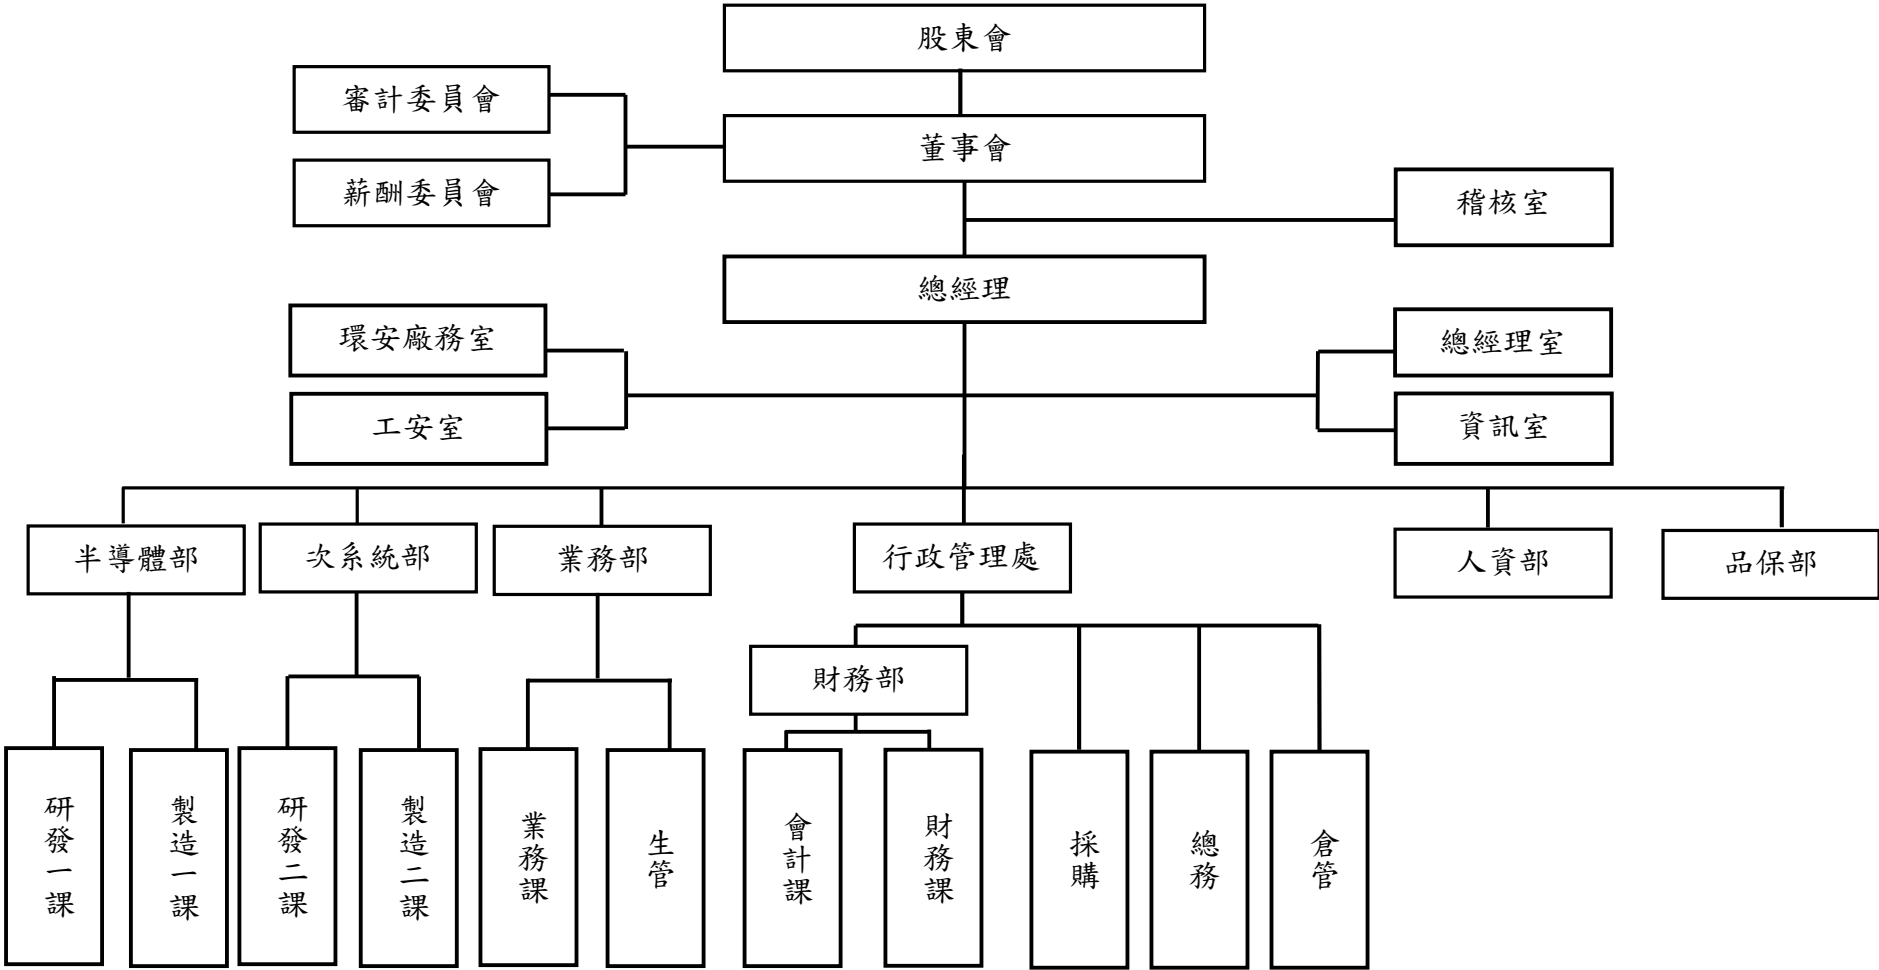 股東會
審計委員會
董事會
薪酬委員會
稽核室
總經理
環安廠務室
總經理室
工安室
資訊室
半導體部
次系統部
業務部
行政管理處
人資部
品保部
財務部
研發一課
製造一課
研發二課
製造二課
業務課
生管
會計課
財務課
採購
總務
倉管